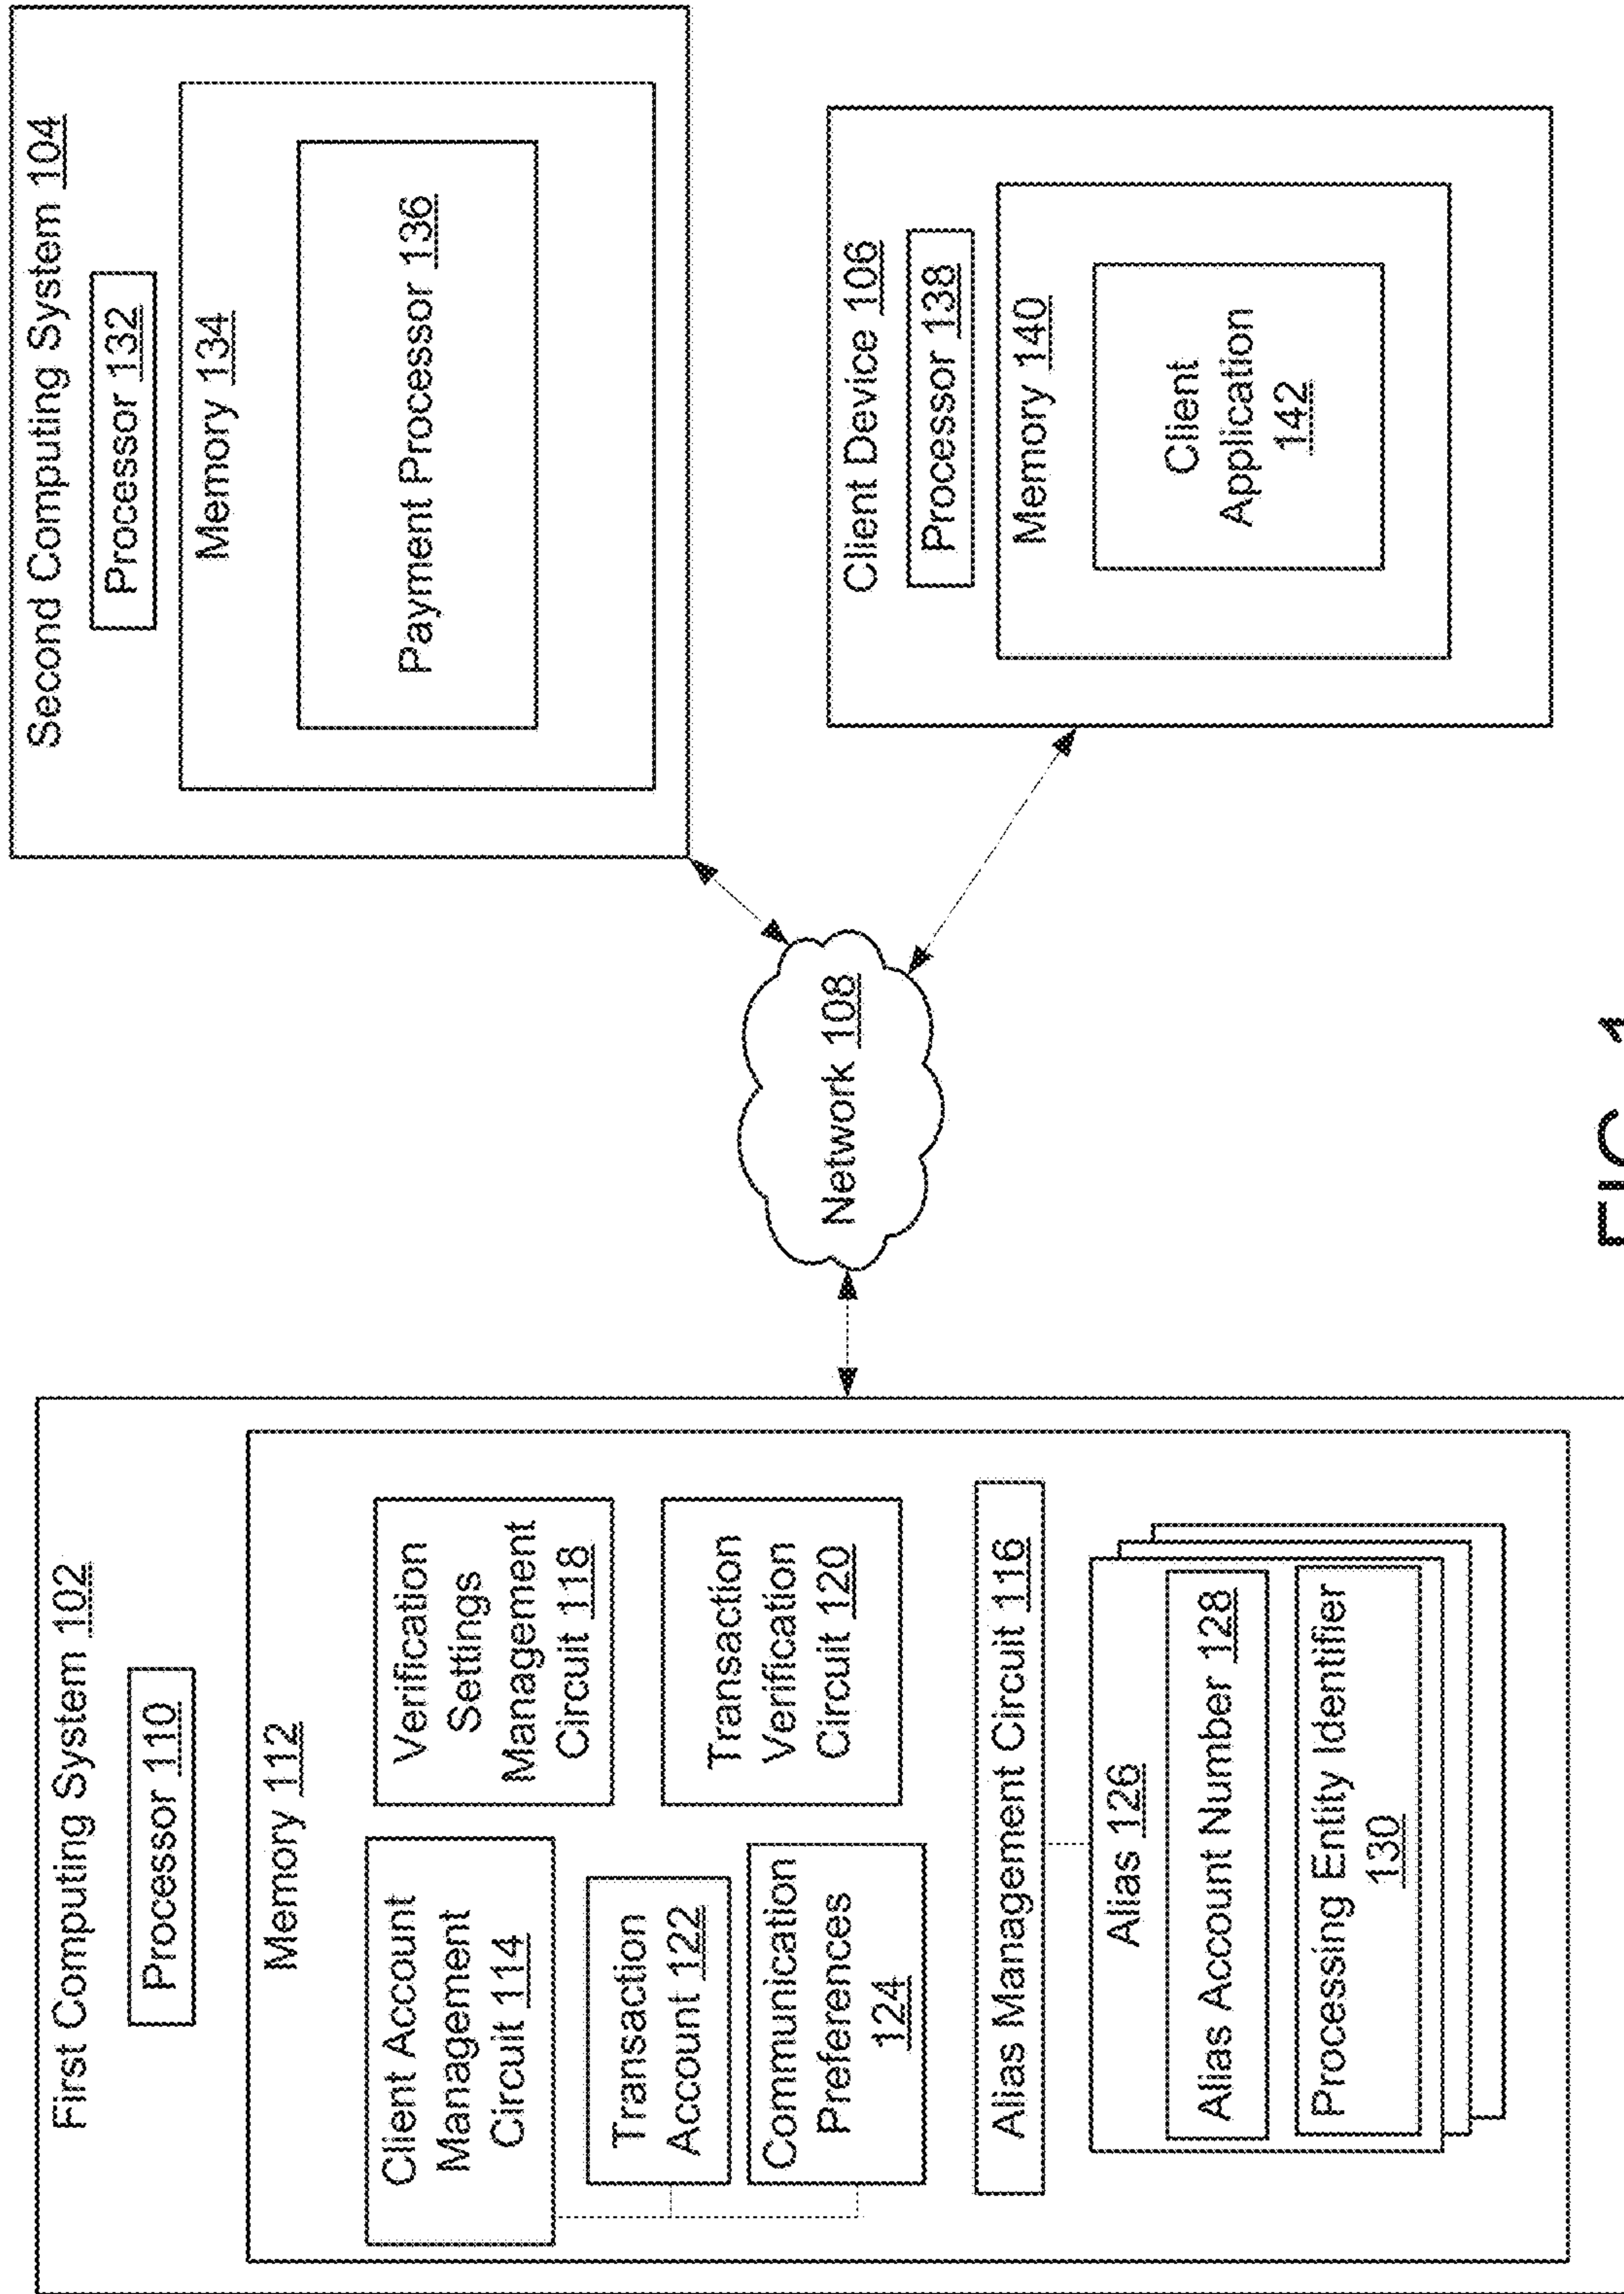 First Computing System 102
Processor 110
Memory 112
Client Account
Management
Circuit 114
Transaction
Account 122
Communication
Preferences
124
Verification
Settings
Management
Circuit 118
Transaction
Verification
Circuit 120
Alias Management Circuit 116
Alias 126
Alias Account Number 128
Processing Entity Identifier
130
Network 108
Second Computing System 104
Processor 132
Memory 134
Payment Processor 136
Client Device 106
Processor 138
Memory 140
Client
Application
142
FIG. 1